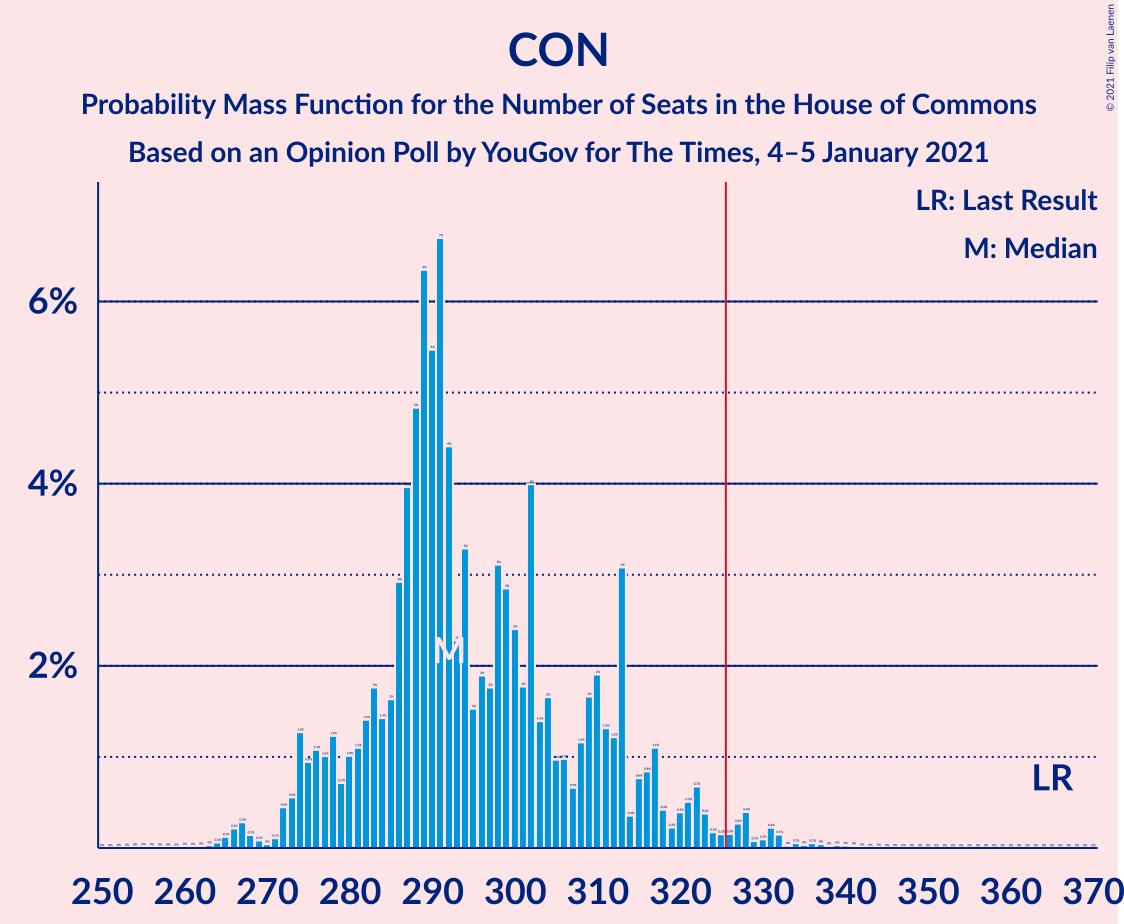 CON
Probability Mass Function for the Number of Seats in the House of Commons
Based on an Opinion Poll by YouGov for The Times, 4–5 January 2021
© 2021 Filip van Laenen
LR: Last Result
M: Median
6%
4%
2%
M
LR
250 260 270 280 290 300 310 320 330 340 350 360 370